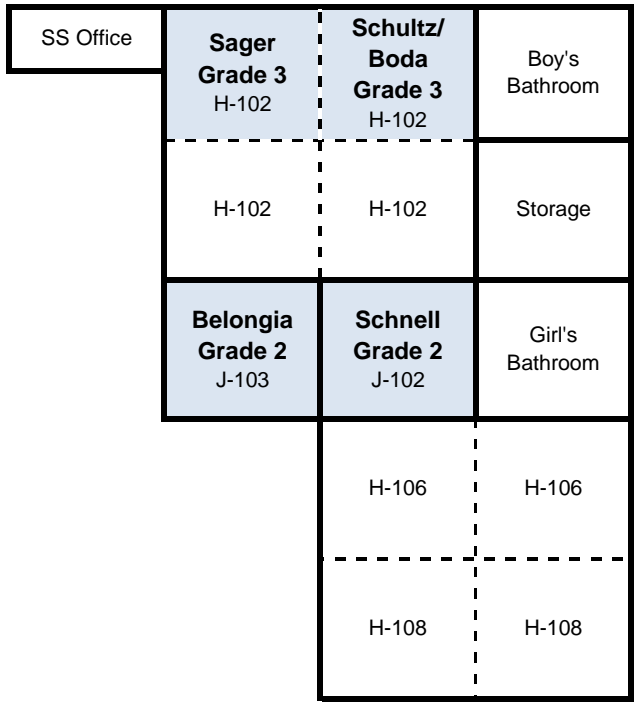 SS Office
Sager
Grade 3
H-102
Schultz/
Boda
Grade 3
H-102
Boy's
Bathroom
H-102
H-102
Storage
Belongia
Grade 2
J-103
Schnell
Grade 2
J-102
Girl's
Bathroom
H-106
H-106
H-108
H-108